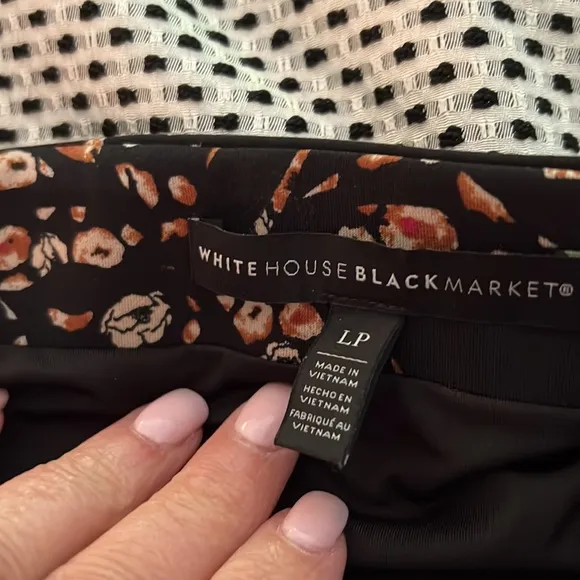 WHITE HOUSE BLACK MARKET®
LP
MADE IN
VIETNAM
HECHO EN
VIETNAM
FABRIQUÉ AU
VIETNAM